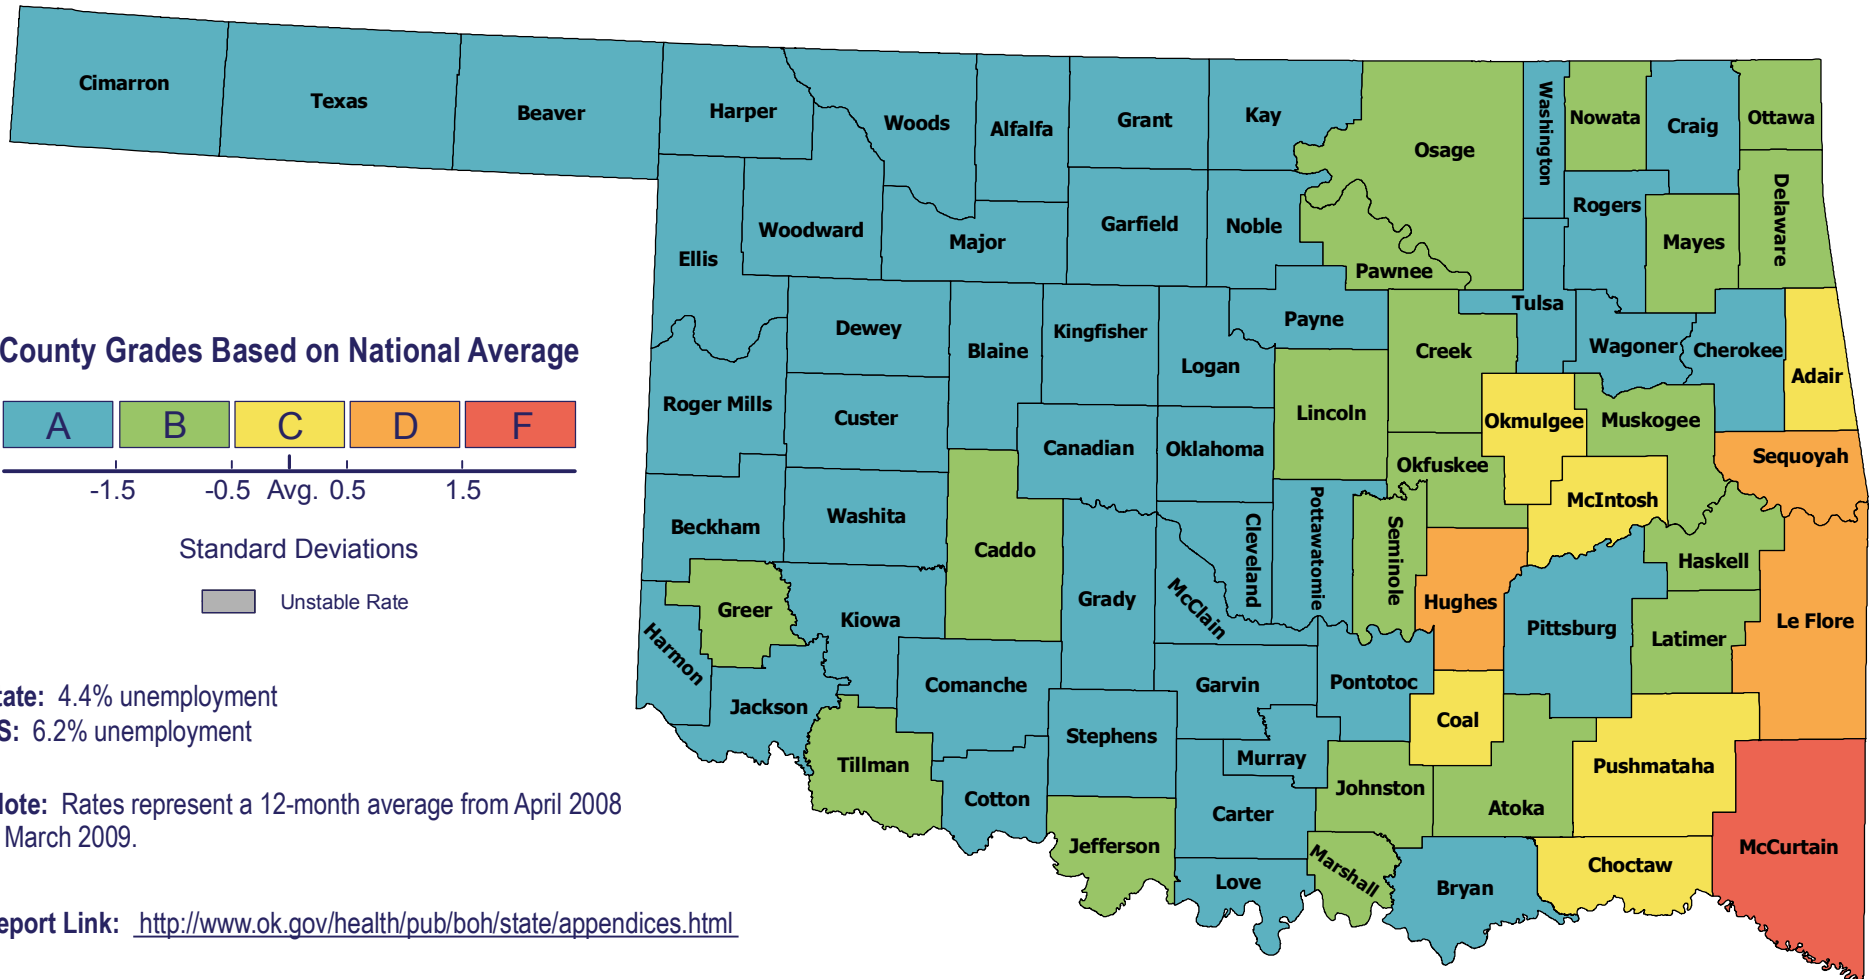 Cimarron
Texas
Beaver
Harper
Woods
Alfalfa
Grant
Kay
Osage
Washington
Nowata
Craig
Ottawa
Delaware
Rogers
Mayes
Ellis
Woodward
Major
Garfield
Noble
Pawnee
Tulsa
Payne
Dewey
Blaine
Kingfisher
Logan
Creek
Wagoner
Cherokee
Adair
County Grades Based on National Average
A B C D F
-1.5 -0.5 Avg. 0.5 1.5
Standard Deviations
Unstable Rate
Roger Mills
Custer
Canadian
Oklahoma
Lincoln
Okmulgee
Muskogee
Okfuskee
Sequoyah
McIntosh
Beckham
Washita
Caddo
Cleveland
Pottawatomie
Seminole
Haskell
Greer
Kiowa
Grady
McClain
Hughes
Pittsburg
Latimer
Le Flore
Harmon
Jackson
Comanche
Garvin
Pontotoc
Coal
Stephens
Murray
Tillman
Cotton
Carter
Johnston
Atoka
Pushmataha
Jefferson
Love
Marshall
Bryan
Choctaw
McCurtain
ate: 4.4% unemployment
S: 6.2% unemployment
ote: Rates represent a 12-month average from April 2008
March 2009.
eport Link: http://www.ok.gov/health/pub/boh/state/appendices.html